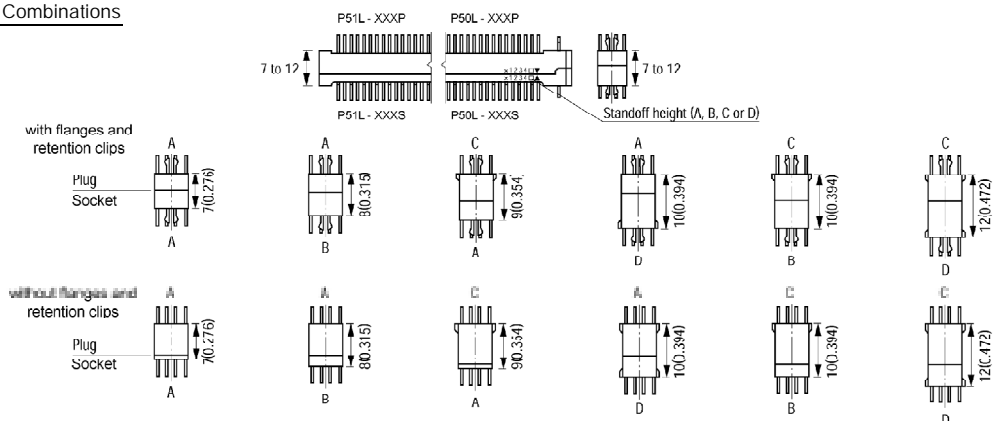 Combinations
P51L - XXXP P50L - XXXP
7 to 12
7 to 12
P51L - XXXS P50L - XXXS
Standoff height (A, B, C or D)
with flanges and
retention clips
A A C A C C
Plug
Socket
7(0.276) 8(0.315) 9(0.354) 10(0.394) 10(0.394) 12(0.472)
A B A D B D
without flanges and
retention clips
A A C A C C
Plug
Socket
7(0.276) 8(0.315) 9(0.354) 10(0.394) 10(0.394) 12(0.472)
A B A D B D